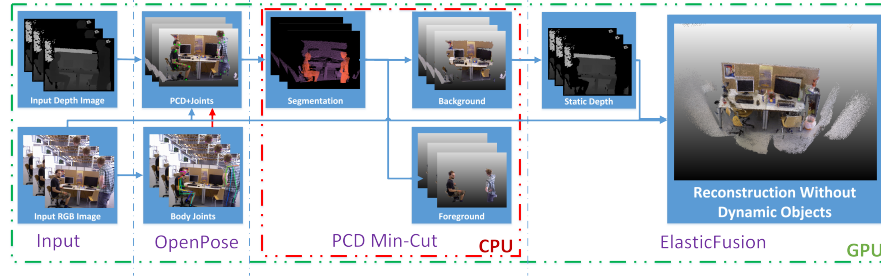 Input Depth Image
PCD+Joints
Segmentation
Background
Static Depth
Input RGB Image
Body Joints
Foreground
Reconstruction Without
Dynamic Objects
Input
OpenPose
PCD Min-Cut
CPU
ElasticFusion
GPU